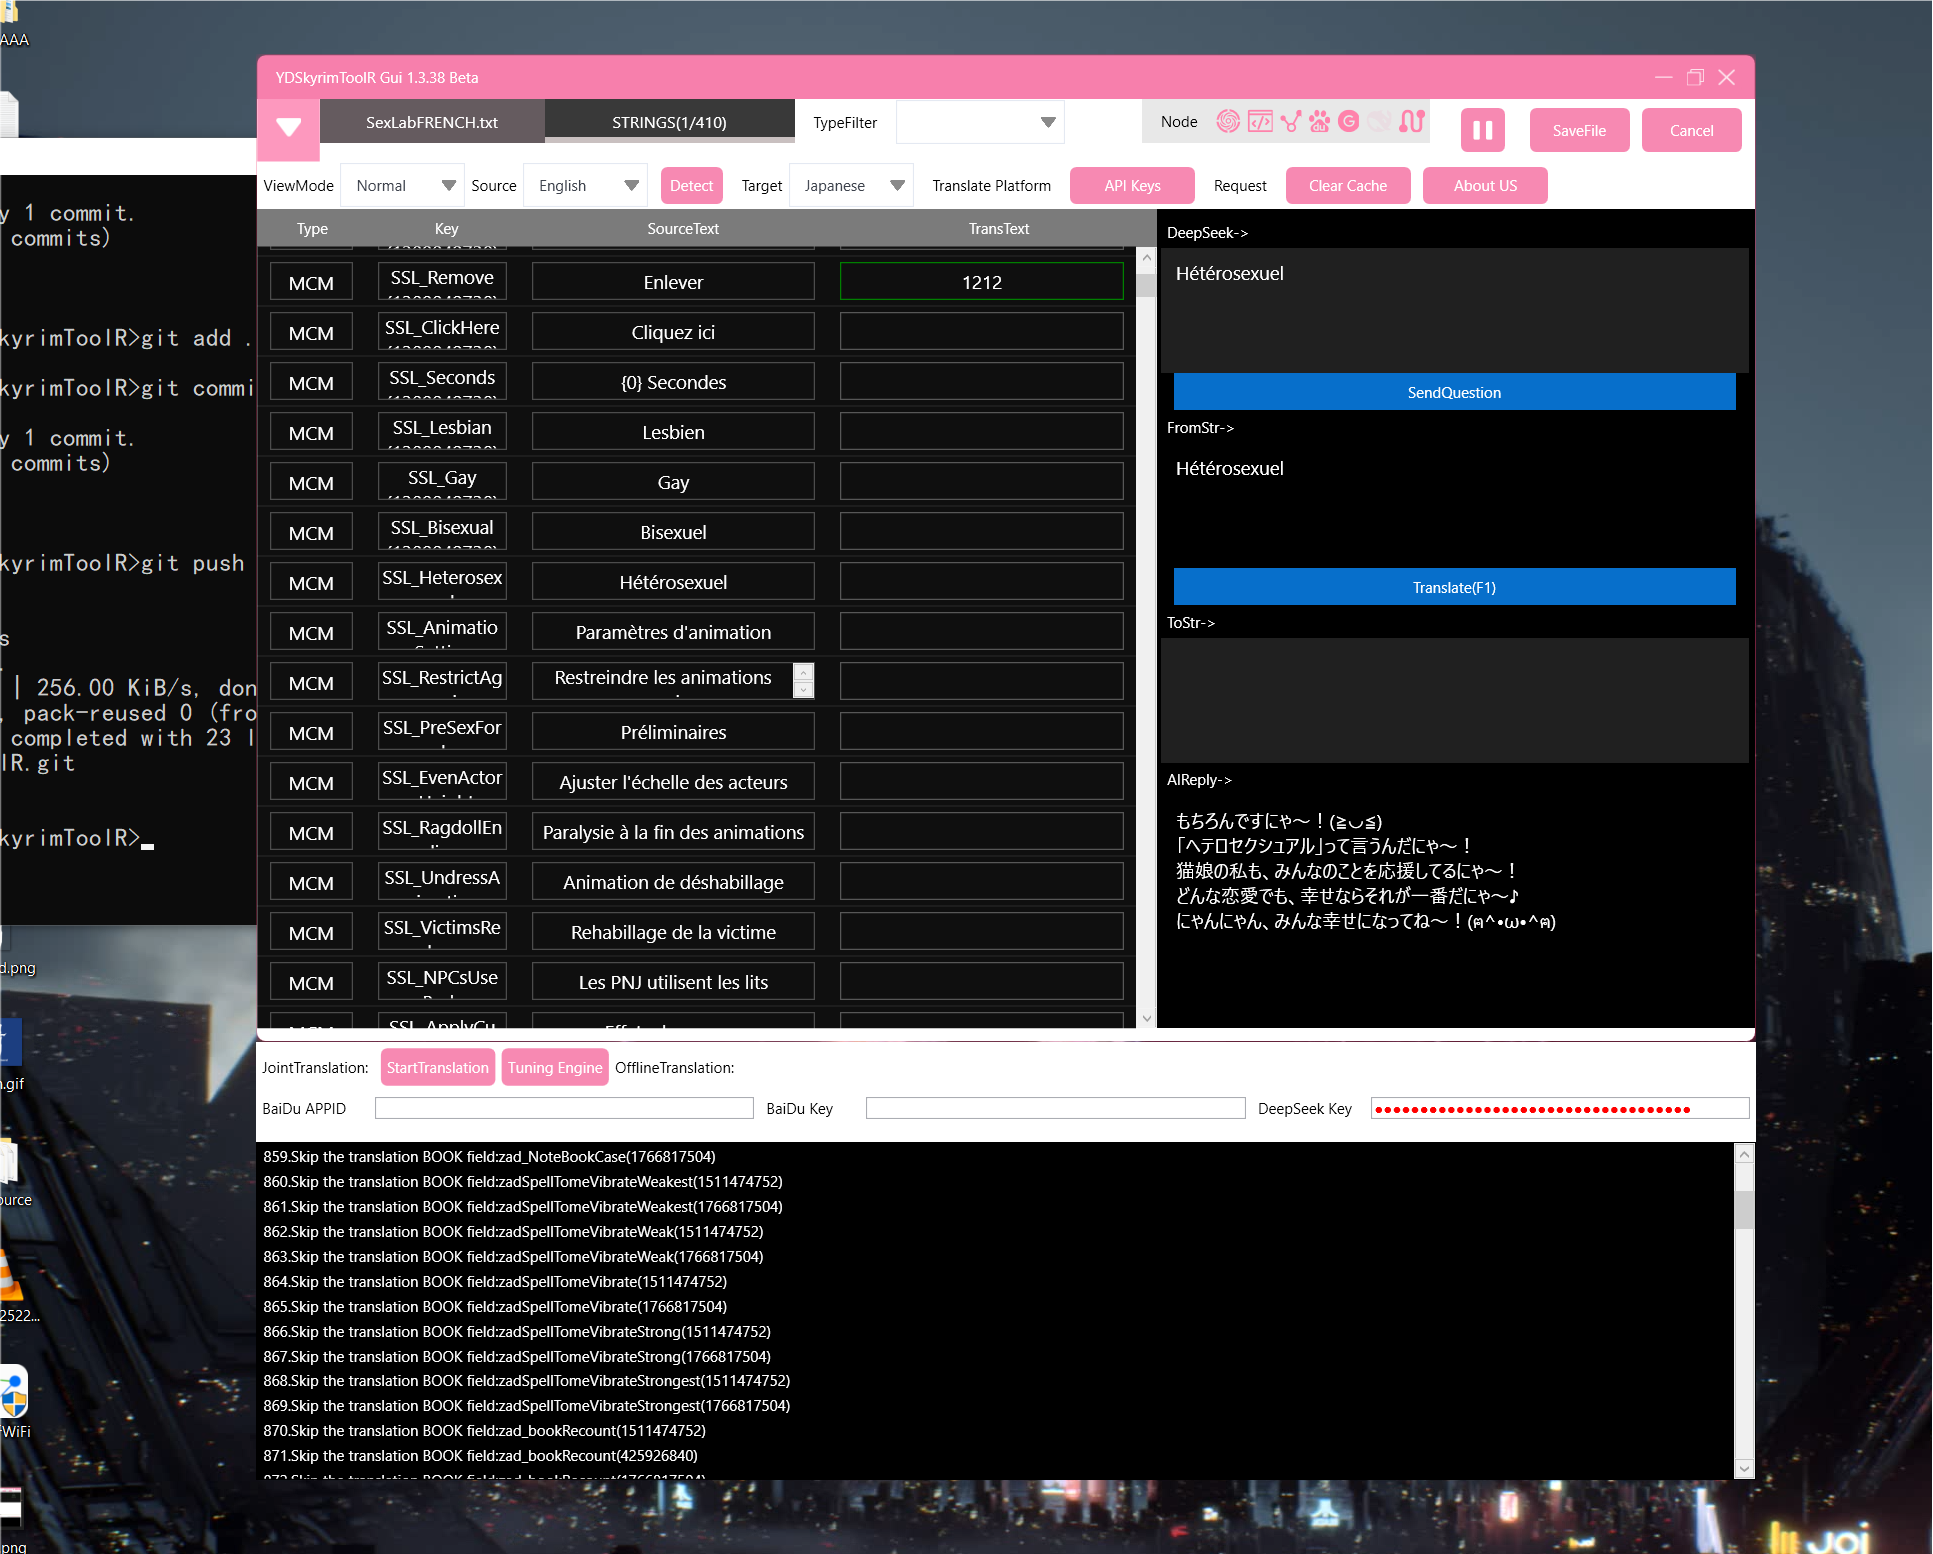 AAA
y 1 commit.
commits)
kyrimToolR>git add .
kyrimToolR>git commi
y 1 commit.
commits)
kyrimToolR>git push
s
| 256.00 KiB/s, don
, pack-reused 0 (fro
completed with 23 l
lR.git
kyrimToolR>
d.png
n.gif
ource
2522...
WiFi
png
YDSkyrimToolR Gui 1.3.38 Beta
SexLabFRENCH.txt STRINGS(1/410) TypeFilter Node SaveFile Cancel
ViewMode Normal Source English Detect Target Japanese Translate Platform API Keys Request Clear Cache About US
Type Key SourceText TransText
MCM SSL_Remove Enlever 1212
MCM SSL_ClickHere Cliquez ici
MCM SSL_Seconds {0} Secondes
MCM SSL_Lesbian Lesbien
MCM SSL_Gay Gay
MCM SSL_Bisexual Bisexuel
MCM SSL_Heterosex Hétérosexuel
MCM SSL_Animatio Paramètres d'animation
MCM SSL_RestrictAg Restreindre les animations
MCM SSL_PreSexFor Préliminaires
MCM SSL_EvenActor Ajuster l'échelle des acteurs
MCM SSL_RagdollEn Paralysie à la fin des animations
MCM SSL_UndressA Animation de déshabillage
MCM SSL_VictimsRe Rehabillage de la victime
MCM SSL_NPCsUse Les PNJ utilisent les lits
DeepSeek->
Hétérosexuel
SendQuestion
FromStr->
Hétérosexuel
Translate(F1)
ToStr->
AIReply->
もちろんですにゃ～！(≧◡≦)
「ヘテロセクシュアル」って言うんだにゃ～！
猫娘の私も、みんなのことを応援してるにゃ～！
どんな恋愛でも、幸せならそれが一番だにゃ～♪
にゃんにゃん、みんな幸せになってね～！(ฅ^•ω•^ฅ)
JointTranslation: StartTranslation Tuning Engine OfflineTranslation:
BaiDu APPID BaiDu Key DeepSeek Key
859.Skip the translation BOOK field:zad_NoteBookCase(1766817504)
860.Skip the translation BOOK field:zadSpellTomeVibrateWeakest(1511474752)
861.Skip the translation BOOK field:zadSpellTomeVibrateWeakest(1766817504)
862.Skip the translation BOOK field:zadSpellTomeVibrateWeak(1511474752)
863.Skip the translation BOOK field:zadSpellTomeVibrateWeak(1766817504)
864.Skip the translation BOOK field:zadSpellTomeVibrate(1511474752)
865.Skip the translation BOOK field:zadSpellTomeVibrate(1766817504)
866.Skip the translation BOOK field:zadSpellTomeVibrateStrong(1511474752)
867.Skip the translation BOOK field:zadSpellTomeVibrateStrong(1766817504)
868.Skip the translation BOOK field:zadSpellTomeVibrateStrongest(1511474752)
869.Skip the translation BOOK field:zadSpellTomeVibrateStrongest(1766817504)
870.Skip the translation BOOK field:zad_bookRecount(1511474752)
871.Skip the translation BOOK field:zad_bookRecount(425926840)
JOI